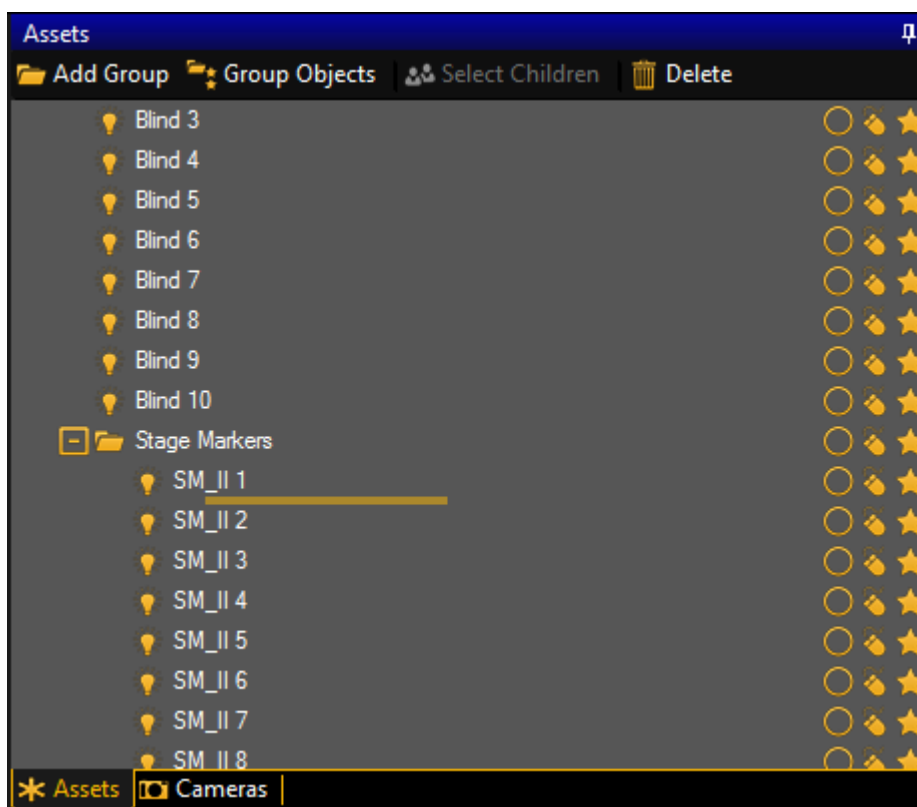 Assets
Add Group Group Objects Select Children Delete
Blind 3
Blind 4
Blind 5
Blind 6
Blind 7
Blind 8
Blind 9
Blind 10
Stage Markers
SM_II 1
SM_II 2
SM_II 3
SM_II 4
SM_II 5
SM_II 6
SM_II 7
SM_II 8
Assets Cameras